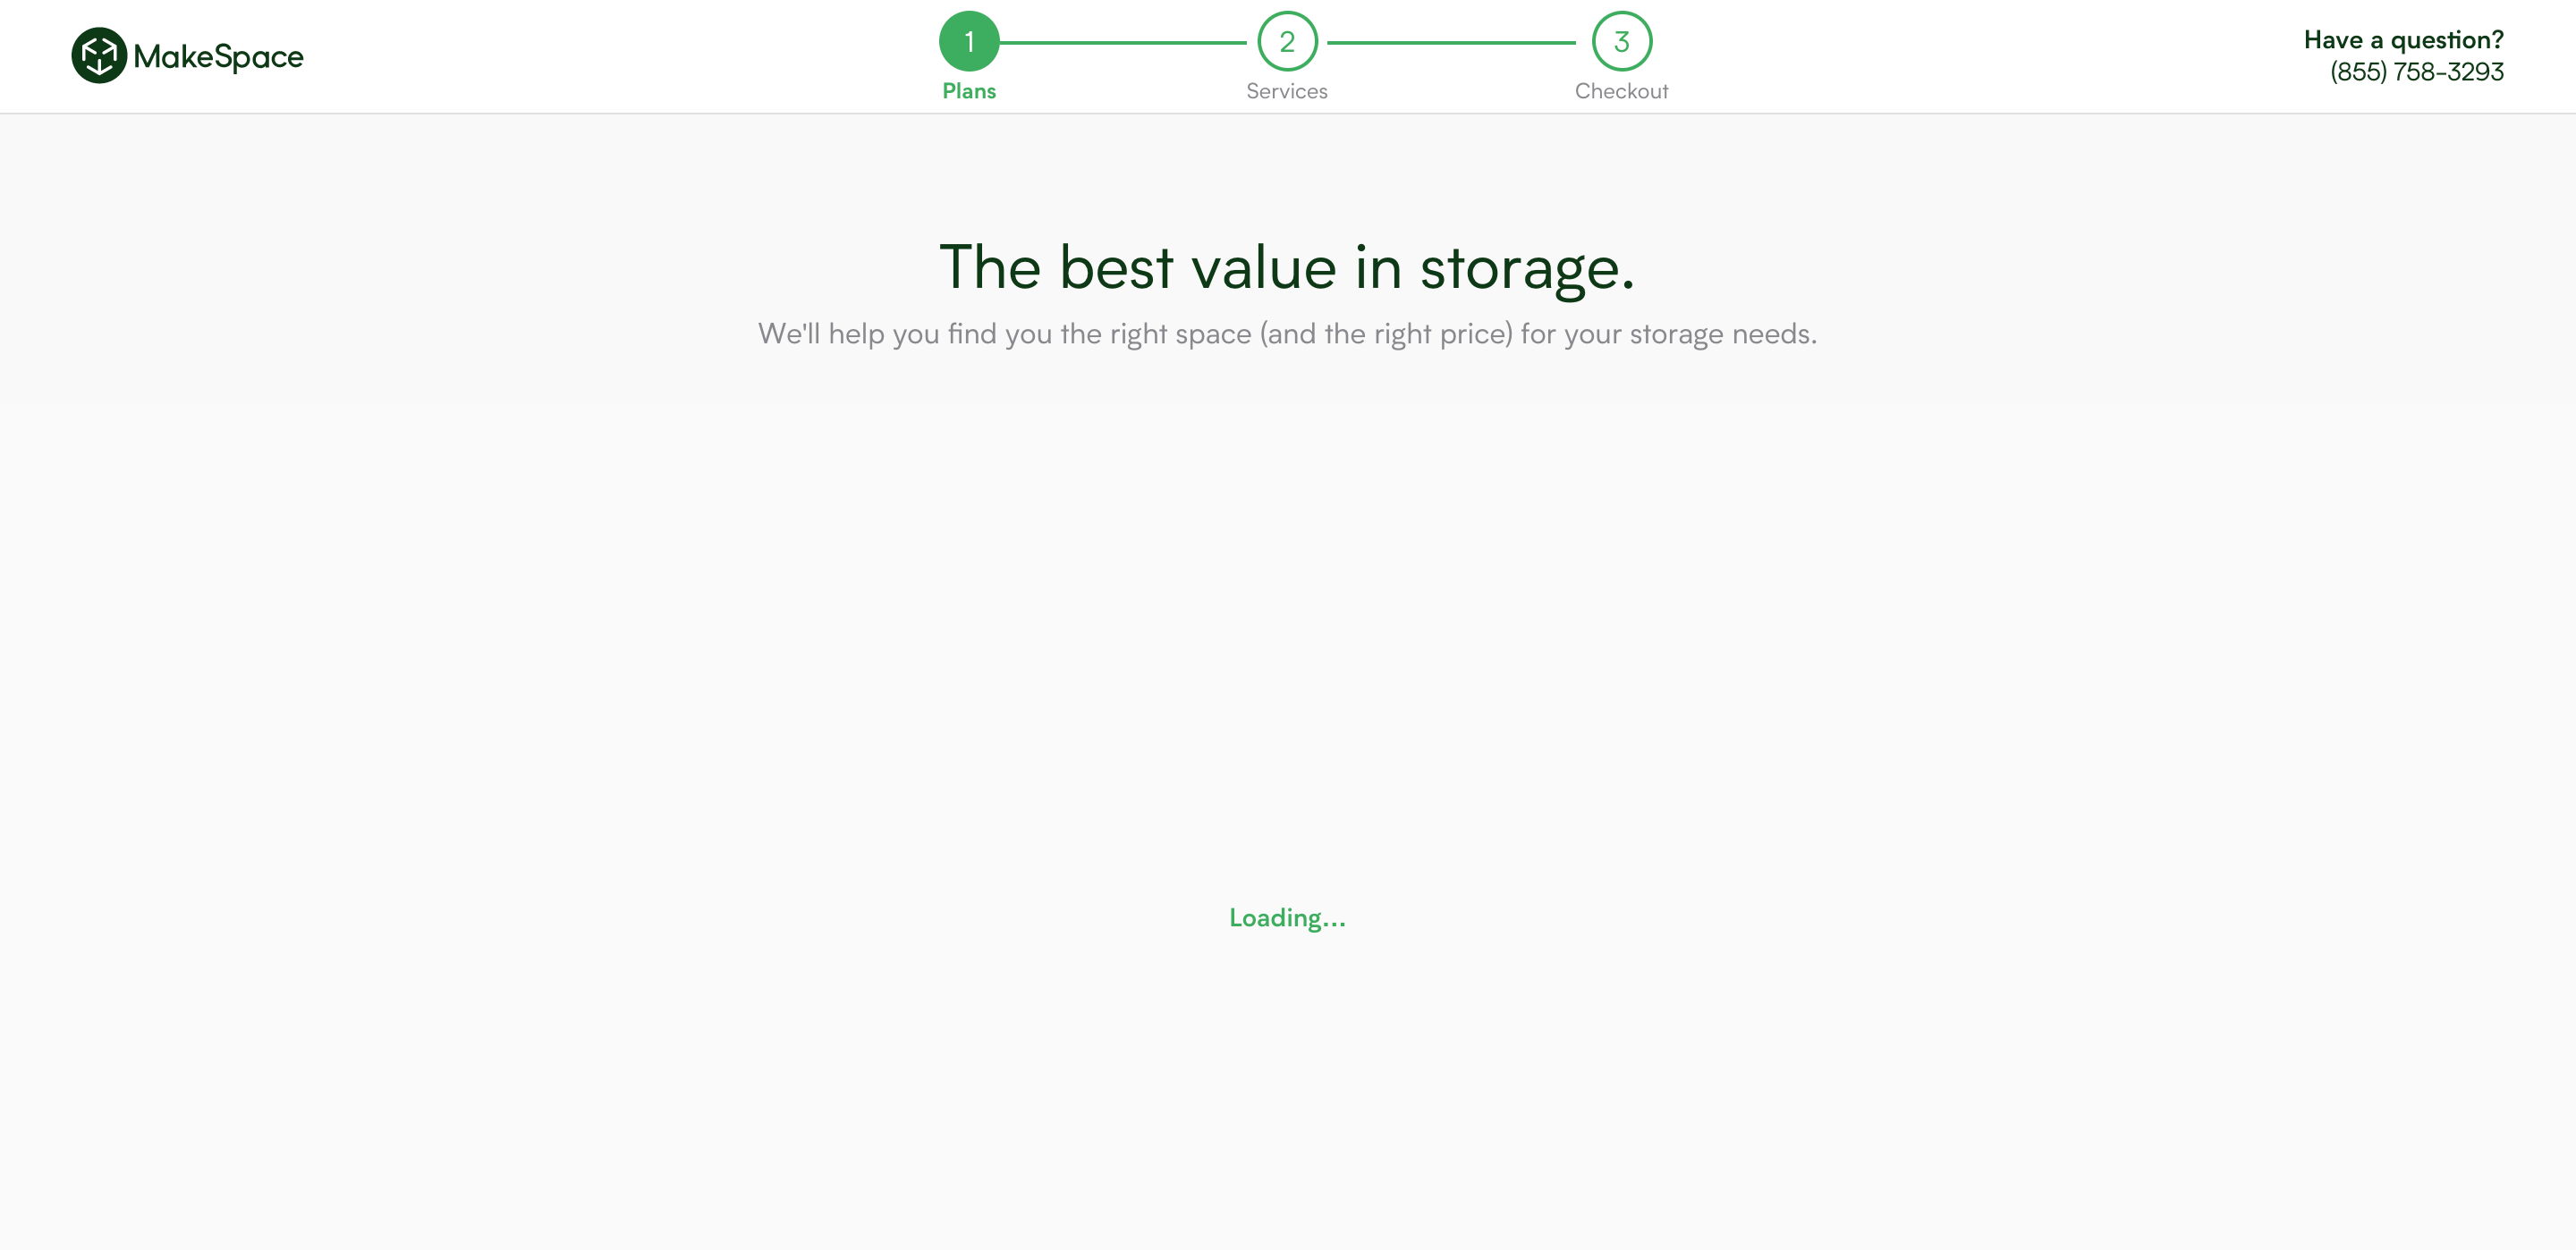 MakeSpace
1
2
3
Plans
Services
Checkout
Have a question?
(855) 758-3293
The best value in storage.
We'll help you find you the right space (and the right price) for your storage needs.
Loading...